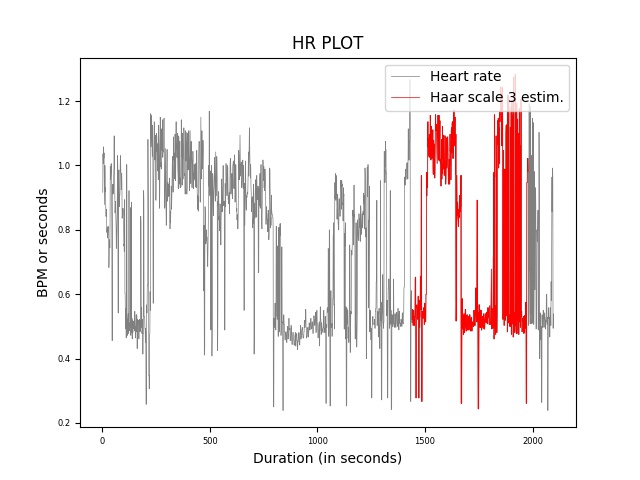 HR PLOT
Heart rate
Haar scale 3 estim.
BPM or seconds
1.2
1.0
0.8
0.6
0.4
0.2
0
500
1000
1500
2000
Duration (in seconds)